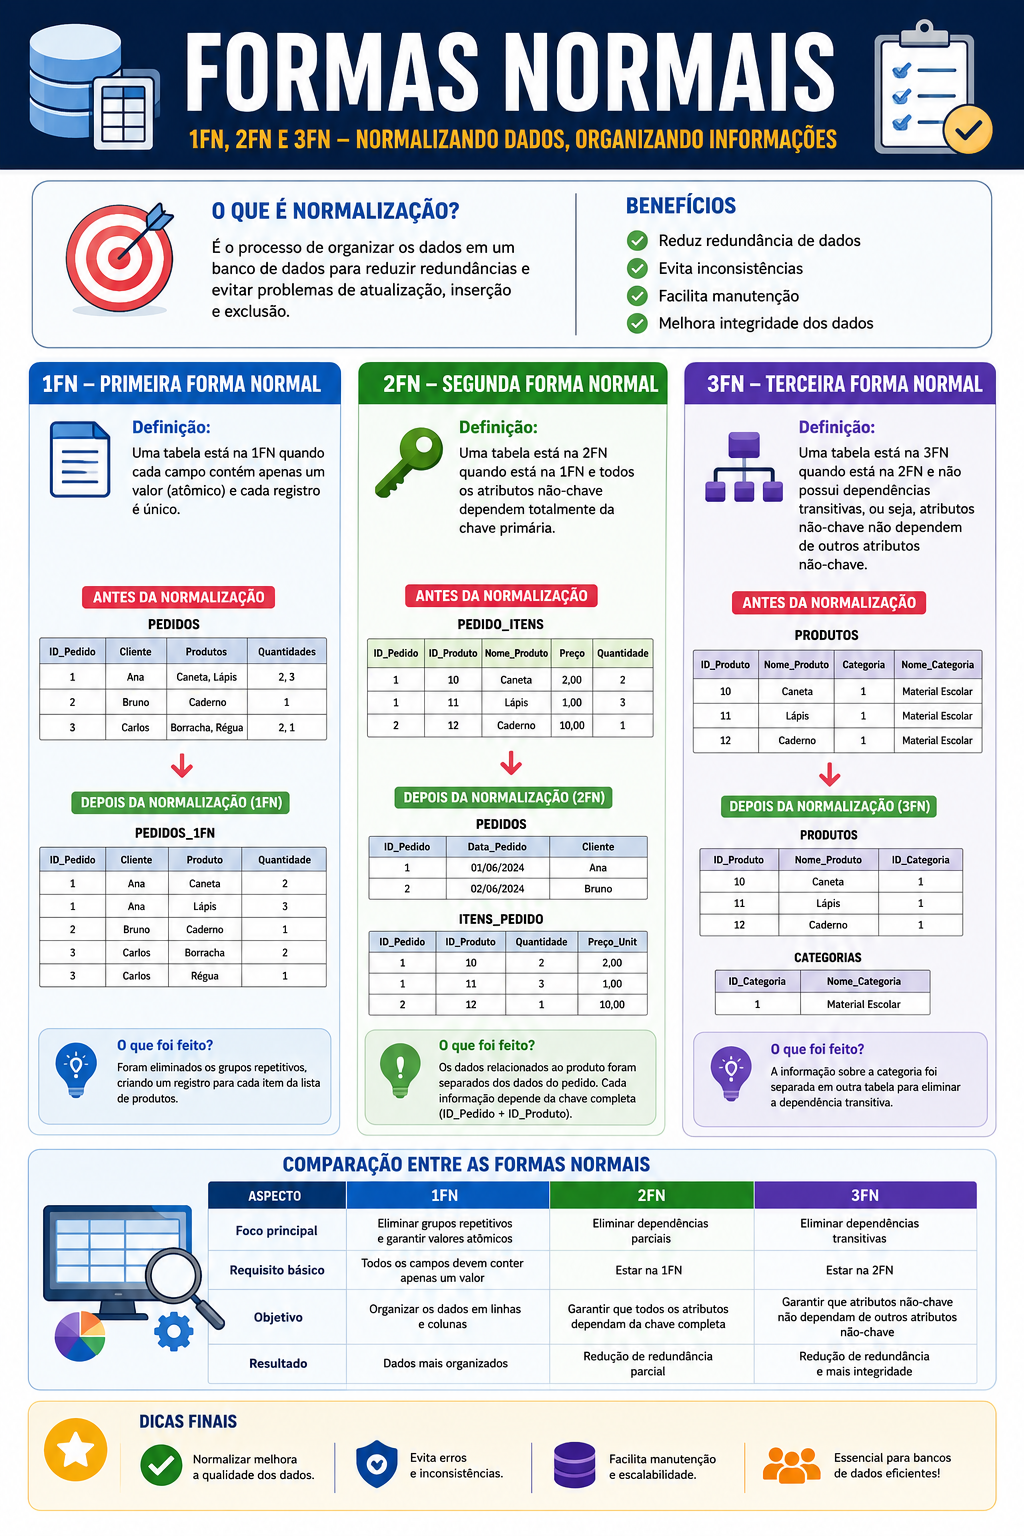 FORMAS NORMAIS
1FN, 2FN E 3FN – NORMALIZANDO DADOS, ORGANIZANDO INFORMAÇÕES
O QUE É NORMALIZAÇÃO?
É o processo de organizar os dados em um
banco de dados para reduzir redundâncias e
evitar problemas de atualização, inserção
e exclusão.
BENEFÍCIOS
Reduz redundância de dados
Evita inconsistências
Facilita manutenção
Melhora integridade dos dados
1FN – PRIMEIRA FORMA NORMAL
Definição:
Uma tabela está na 1FN quando
cada campo contém apenas um
valor (atômico) e cada registro
é único.
ANTES DA NORMALIZAÇÃO
PEDIDOS
ID_Pedido Cliente Produtos Quantidades
1 Ana Caneta, Lápis 2, 3
2 Bruno Caderno 1
3 Carlos Borracha, Régua 2, 1
DEPOIS DA NORMALIZAÇÃO (1FN)
PEDIDOS_1FN
ID_Pedido Cliente Produto Quantidade
1 Ana Caneta 2
1 Ana Lápis 3
2 Bruno Caderno 1
3 Carlos Borracha 2
3 Carlos Régua 1
O que foi feito?
Foram eliminados os grupos repetitivos,
criando um registro para cada item da lista
de produtos.
2FN – SEGUNDA FORMA NORMAL
Definição:
Uma tabela está na 2FN
quando está na 1FN e todos
os atributos não-chave
dependem totalmente da
chave primária.
ANTES DA NORMALIZAÇÃO
PEDIDO_ITENS
ID_Pedido ID_Produto Nome_Produto Preço Quantidade
1 10 Caneta 2,00 2
1 11 Lápis 1,00 3
2 12 Caderno 10,00 1
DEPOIS DA NORMALIZAÇÃO (2FN)
PEDIDOS
ID_Pedido Data_Pedido Cliente
1 01/06/2024 Ana
2 02/06/2024 Bruno
ITENS_PEDIDO
ID_Pedido ID_Produto Quantidade Preço_Unit
1 10 2 2,00
1 11 3 1,00
2 12 1 10,00
O que foi feito?
Os dados relacionados ao produto foram
separados dos dados do pedido. Cada
informação depende da chave completa
(ID_Pedido + ID_Produto).
3FN – TERCEIRA FORMA NORMAL
Definição:
Uma tabela está na 3FN
quando está na 2FN e não
possui dependências
transitivas, ou seja, atributos
não-chave não dependem
de outros atributos
não-chave.
ANTES DA NORMALIZAÇÃO
PRODUTOS
ID_Produto Nome_Produto Categoria Nome_Categoria
10 Caneta 1 Material Escolar
11 Lápis 1 Material Escolar
12 Caderno 1 Material Escolar
DEPOIS DA NORMALIZAÇÃO (3FN)
PRODUTOS
ID_Produto Nome_Produto ID_Categoria
10 Caneta 1
11 Lápis 1
12 Caderno 1
CATEGORIAS
ID_Categoria Nome_Categoria
1 Material Escolar
O que foi feito?
A informação sobre a categoria foi
separada em outra tabela para eliminar
a dependência transitiva.
COMPARAÇÃO ENTRE AS FORMAS NORMAIS
ASPECTO 1FN 2FN 3FN
Foco principal
Eliminar grupos repetitivos
e garantir valores atômicos
Eliminar dependências
parciais
Eliminar dependências
transitivas
Requisito básico
Todos os campos devem conter
apenas um valor
Estar na 1FN
Estar na 2FN
Objetivo
Organizar os dados em linhas
e colunas
Garantir que todos os atributos
dependam da chave completa
Garantir que atributos não-chave
não dependam de outros atributos
não-chave
Resultado
Dados mais organizados
Redução de redundância
parcial
Redução de redundância
e mais integridade
DICAS FINAIS
Normalizar melhora
a qualidade dos dados.
Evita erros
e inconsistências.
Facilita manutenção
e escalabilidade.
Essencial para bancos
de dados eficientes!